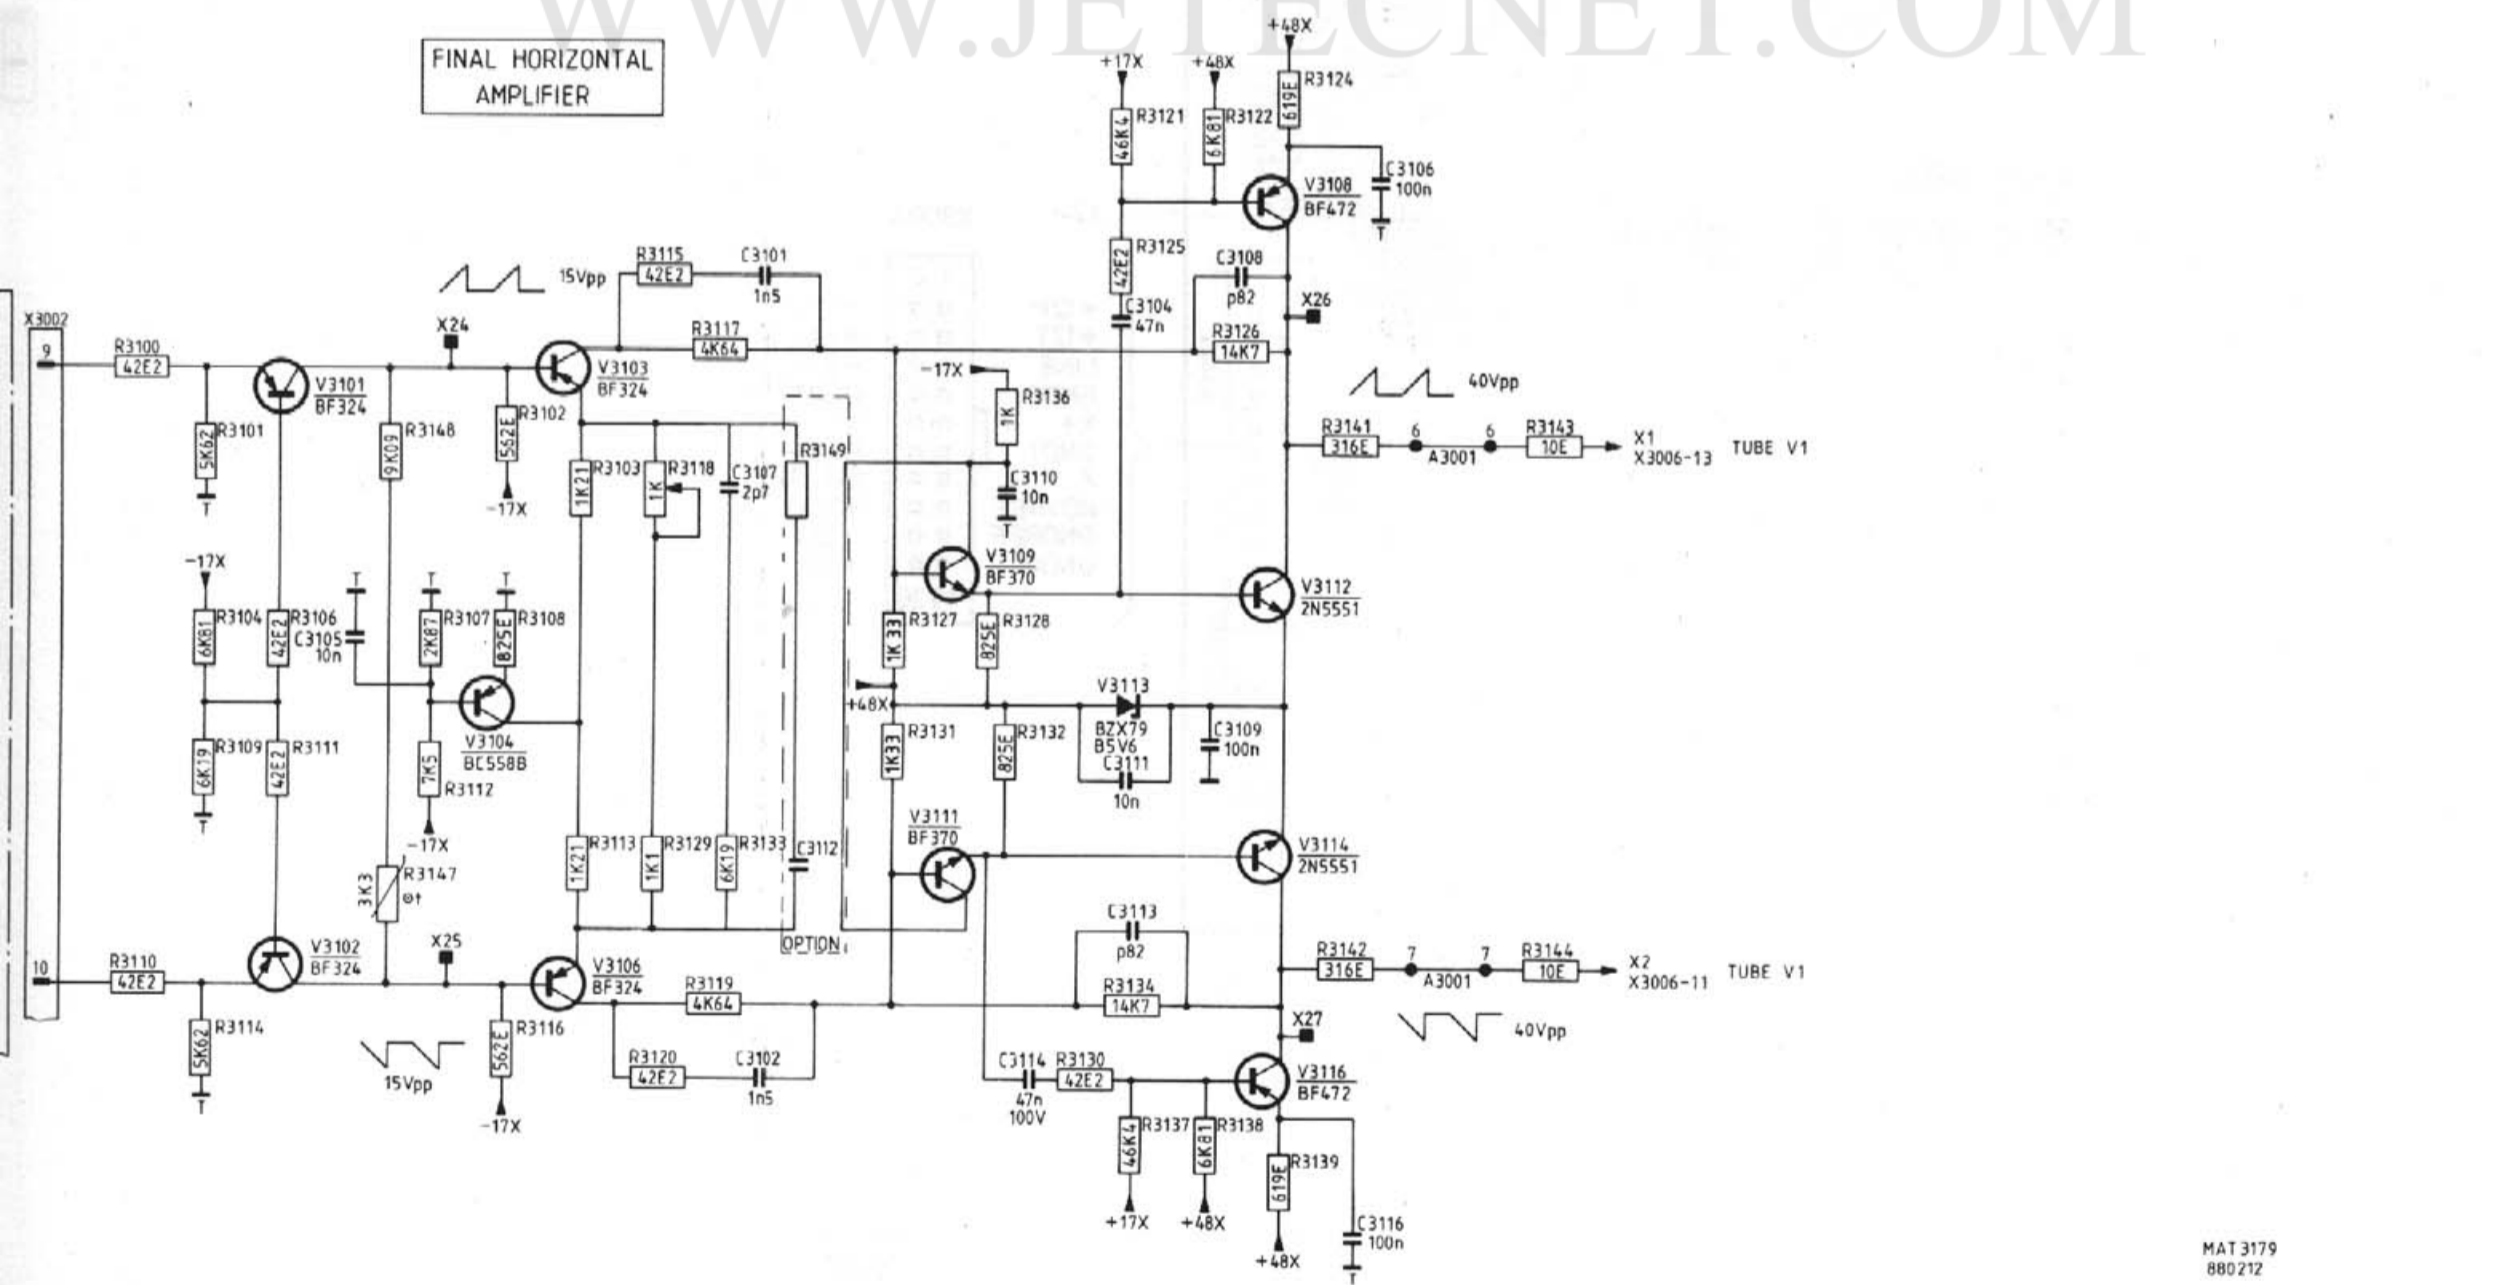 WWW.JETECNET.COM
FINAL HORIZONTAL
AMPLIFIER
+48X
+17X
+48X
R3124
619E
R3121
46K4
R3122
6K81
C3106
100n
V3108
BF472
R3125
42E2
C3108
p82
C3104
47n
X26
R3126
14K7
R3115
42E2
C3101
1n5
15Vpp
X24
R3117
4K64
X3002
9
R3100
42E2
V3101
BF324
V3103
BF324
-17X
R3136
1K
40Vpp
R3101
5K62
R3148
9K09
R3102
562E
-17X
R3103
1K21
R3118
1K
C3107
2p7
R3149
C3110
10n
R3141
316E
6
A3001
6
R3143
10E
X1
X3006-13
TUBE V1
V3109
BF370
V3112
2N5551
-17X
R3104
6K81
R3106
42E2
C3105
10n
R3107
2K87
R3108
825E
R3127
1K33
R3128
825E
+48X
V3113
BZX79
B5V6
C3111
10n
C3109
100n
R3109
6K19
R3111
42E2
V3104
BC558B
7K5
R3112
-17X
R3131
1K33
R3132
825E
R3113
1K21
R3129
1K1
R3133
6K19
C3112
V3111
BF370
V3114
2N5551
R3147
3K3
OPTION
C3113
p82
10
R3110
42E2
V3102
BF324
X25
V3106
BF324
R3119
4K64
R3134
14K7
R3142
316E
7
A3001
7
R3144
10E
X2
X3006-11
TUBE V1
X27
40Vpp
R3114
5K62
15Vpp
R3116
562E
-17X
R3120
42E2
C3102
1n5
C3114
47n
100V
R3130
42E2
V3116
BF472
R3137
46K4
R3138
6K81
+17X
+48X
R3139
619E
+48X
C3116
100n
MAT3179
880212